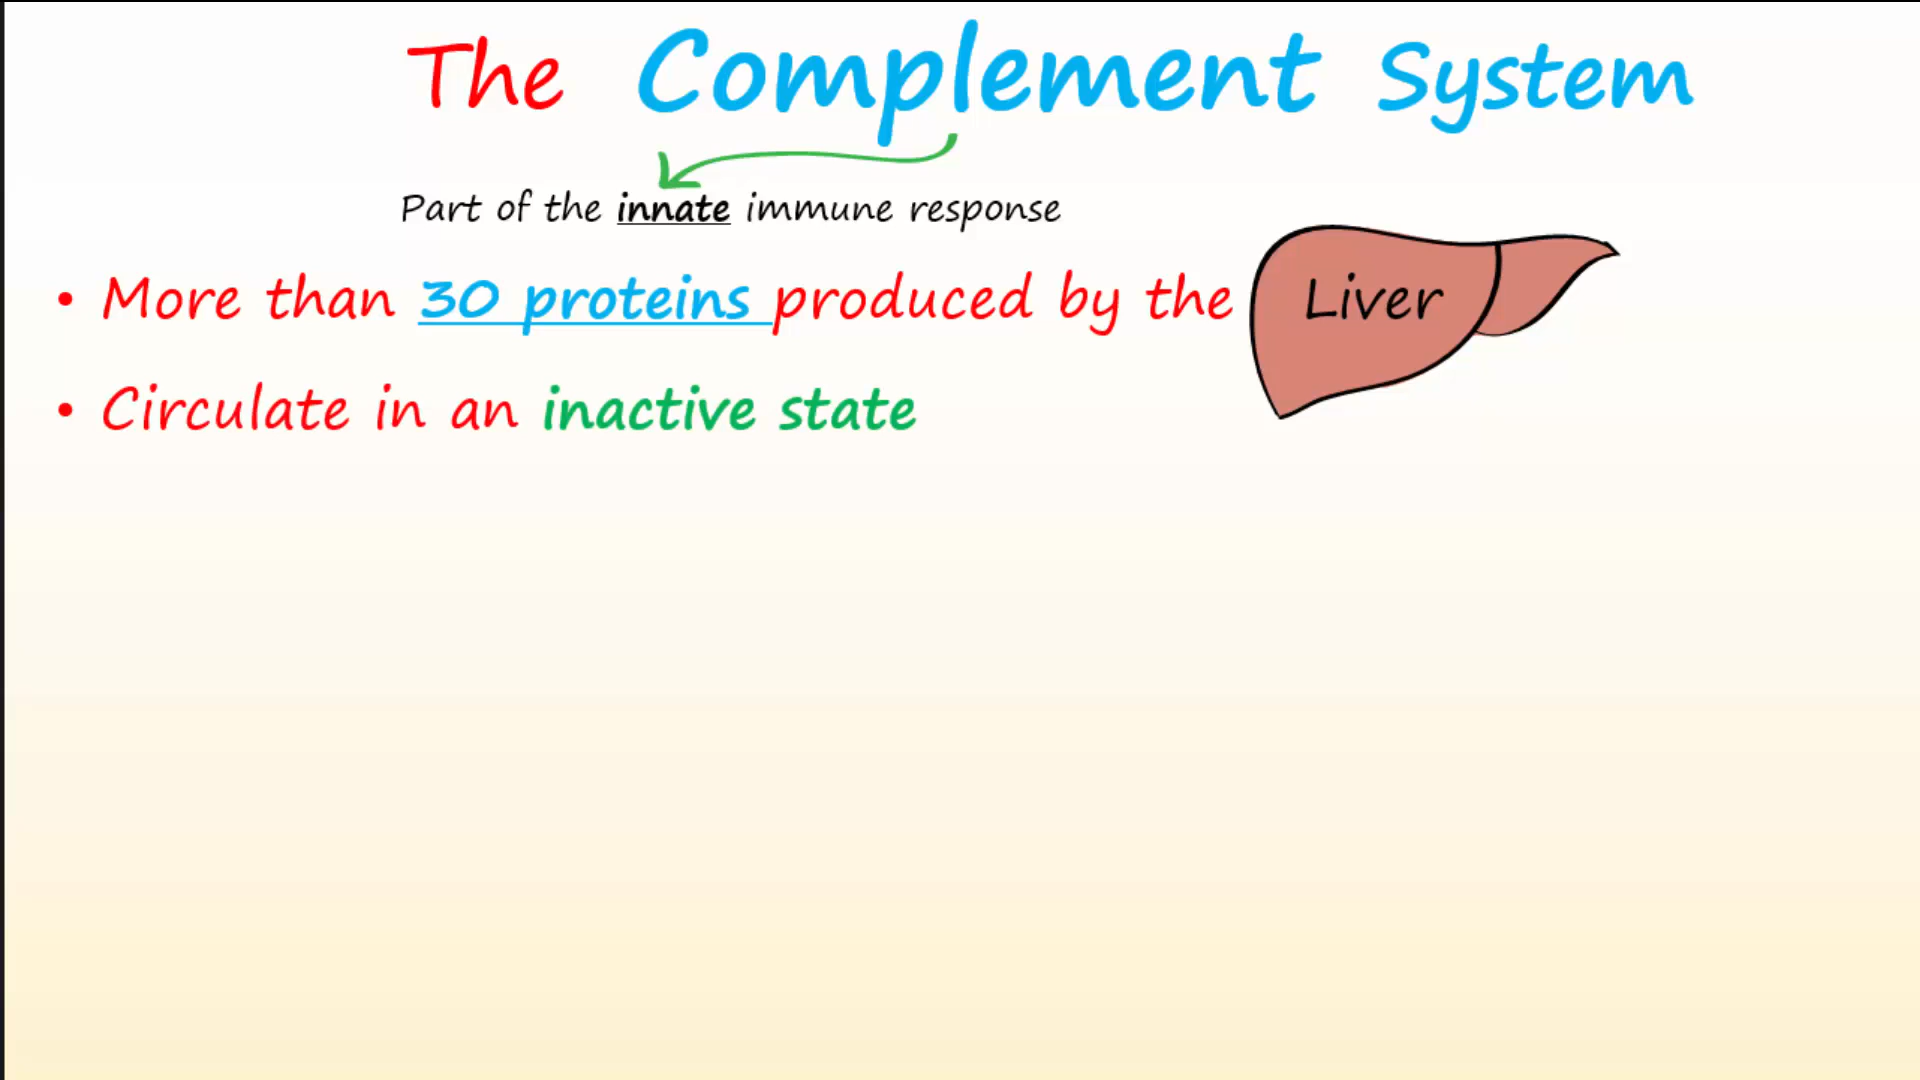 The Complement System
Part of the innate immune response
• More than 30 proteins produced by the Liver
• Circulate in an inactive state